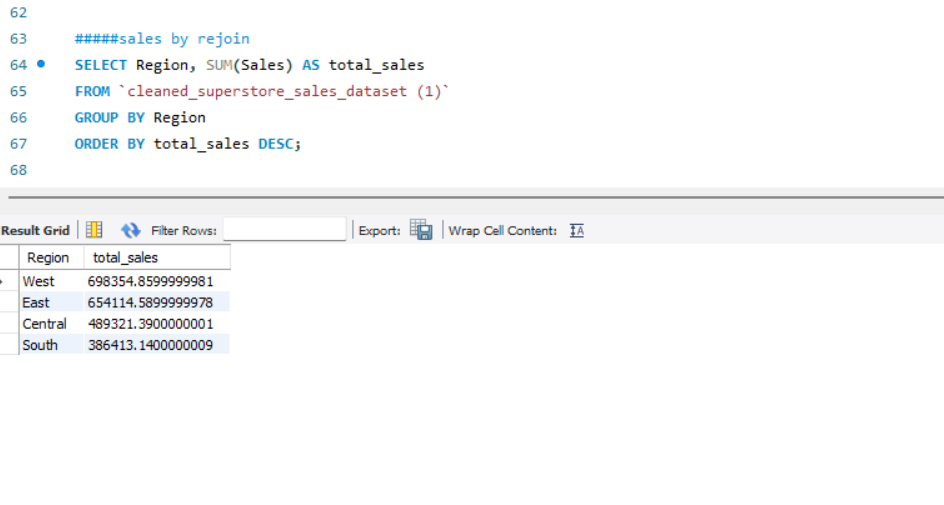 62
63 #####sales by rejoin
64 SELECT Region, SUM(Sales) AS total_sales
65 FROM `cleaned_superstore_sales_dataset (1)`
66 GROUP BY Region
67 ORDER BY total_sales DESC;
68
Result Grid Filter Rows: Export: Wrap Cell Content: IA
Region total_sales
West 698354.8599999981
East 654114.5899999978
Central 489321.3900000001
South 386413.1400000009